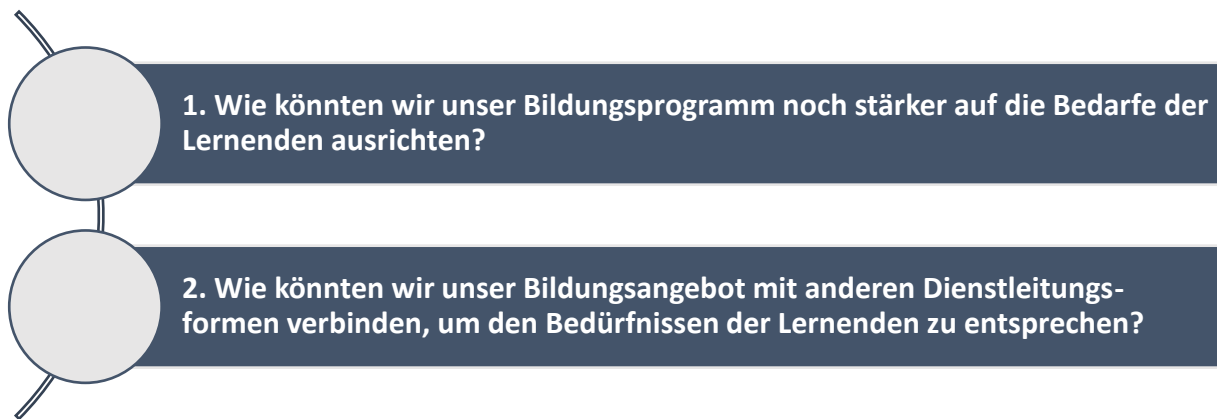 1. Wie könnten wir unser Bildungsprogramm noch stärker auf die Bedarfe der
Lernenden ausrichten?
2. Wie könnten wir unser Bildungsangebot mit anderen Dienstleitungs-
formen verbinden, um den Bedürfnissen der Lernenden zu entsprechen?